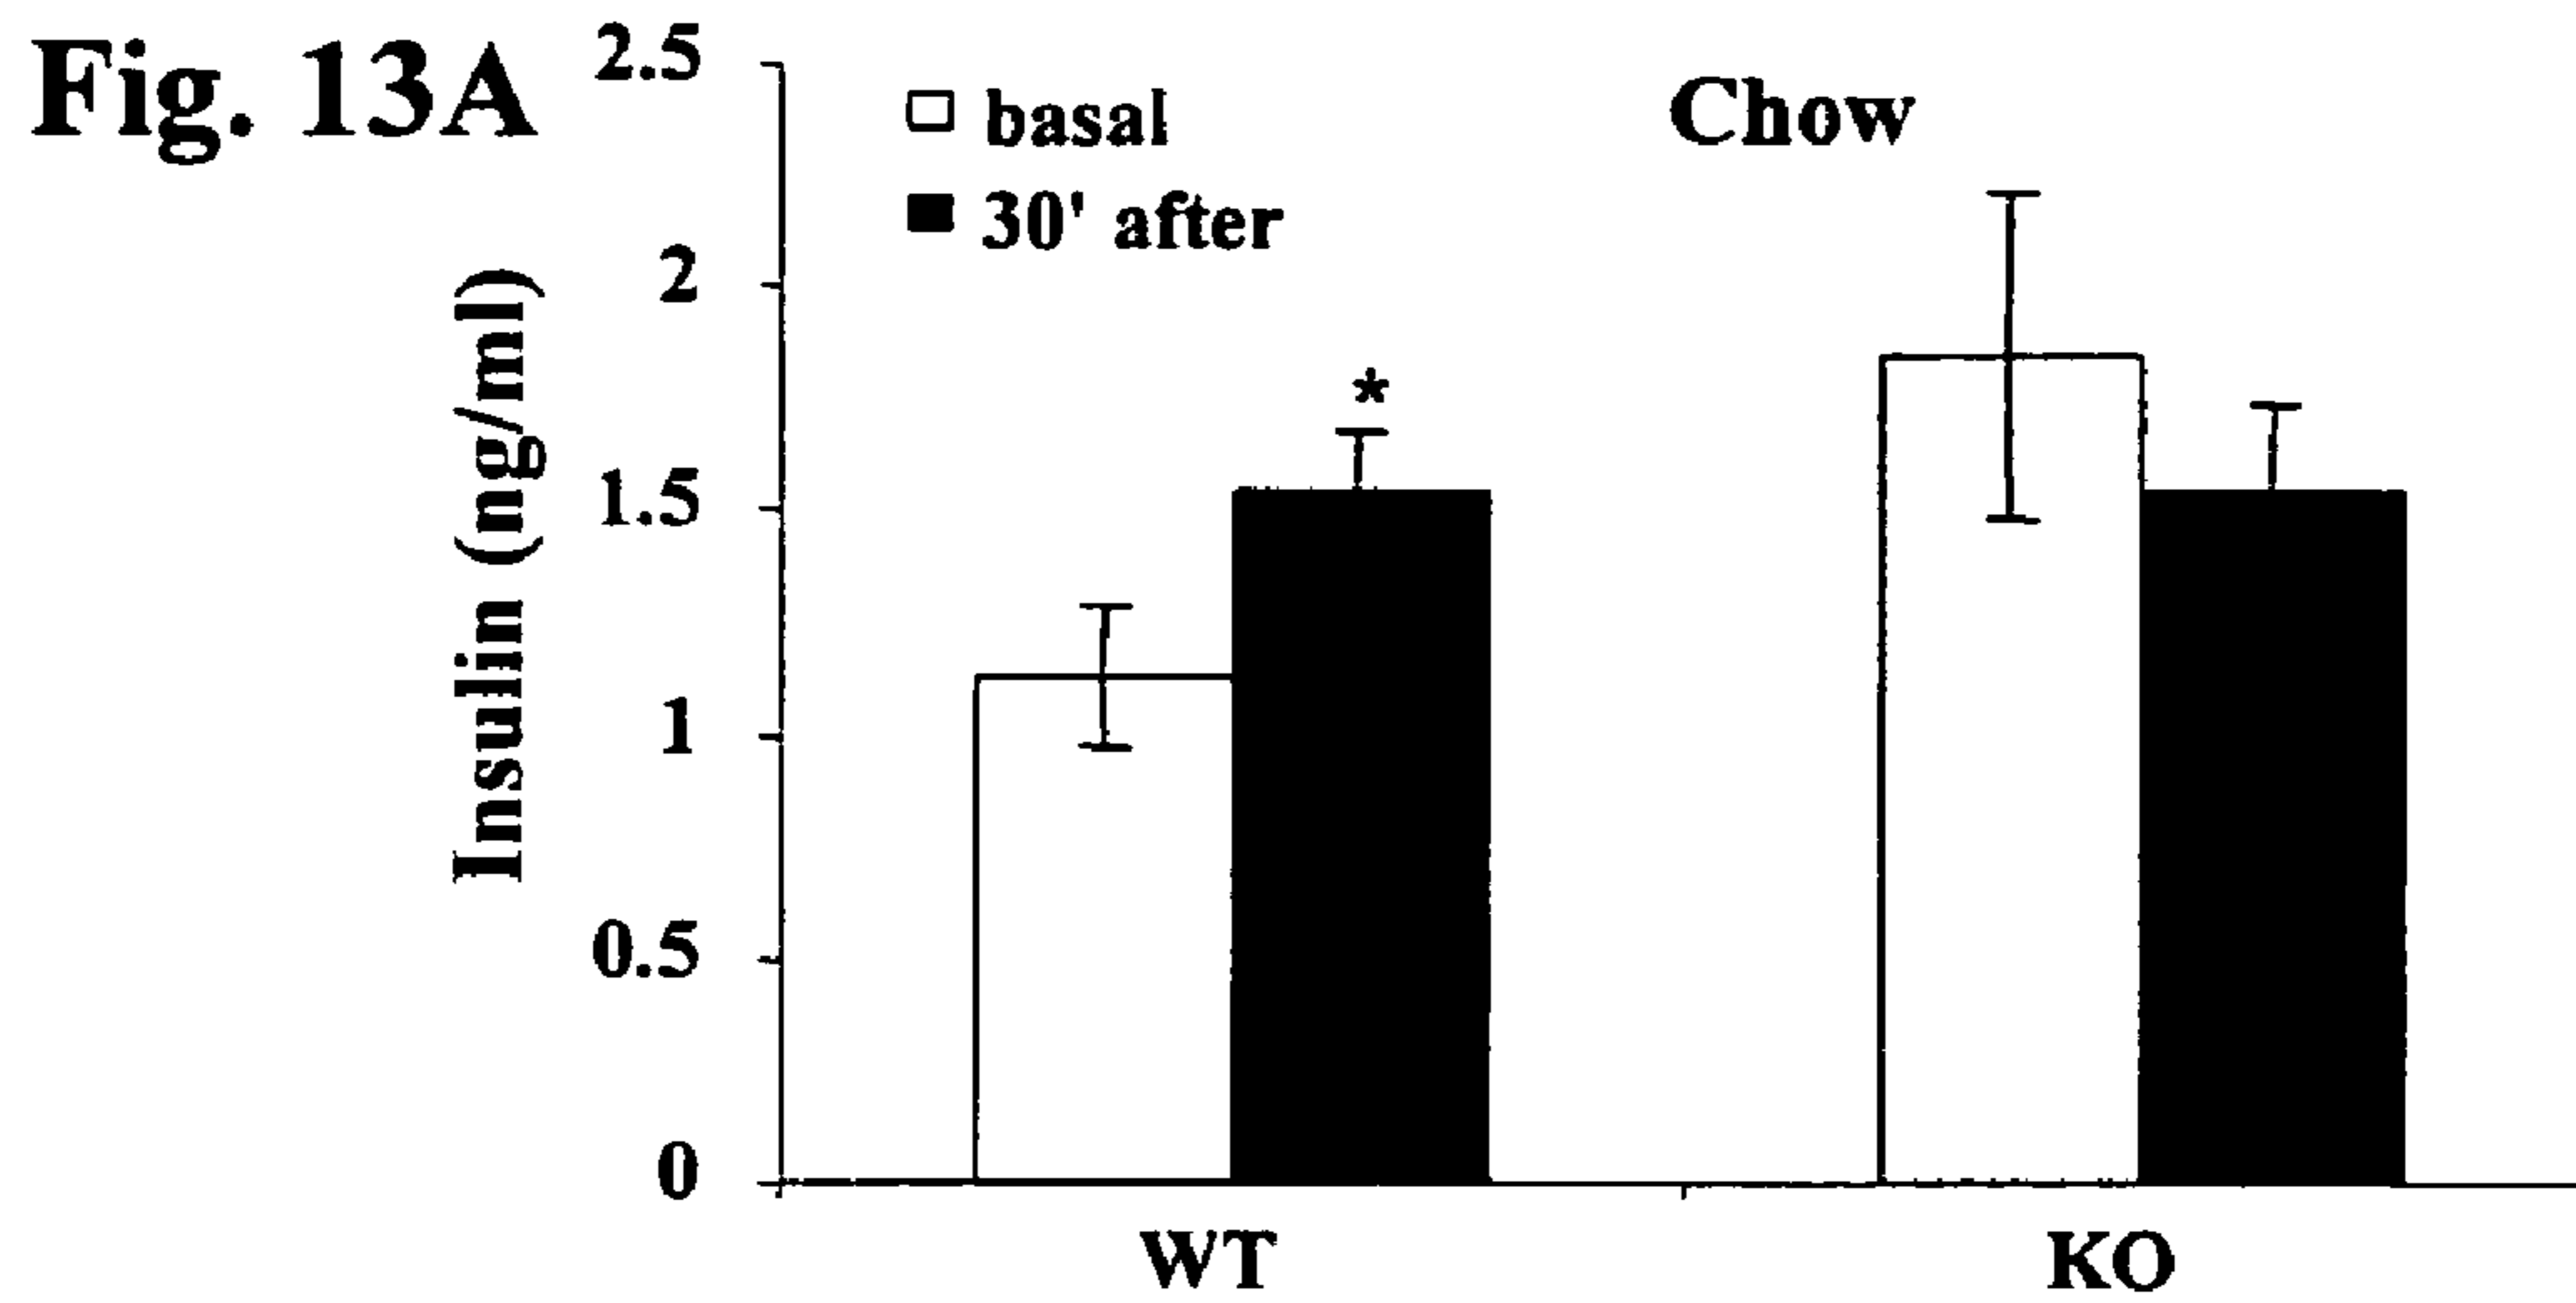 Fig. 13A
Chow
basal
30' after
Insulin (ng/ml)
2.5
2
1.5
1
0.5
0
*
WT
KO